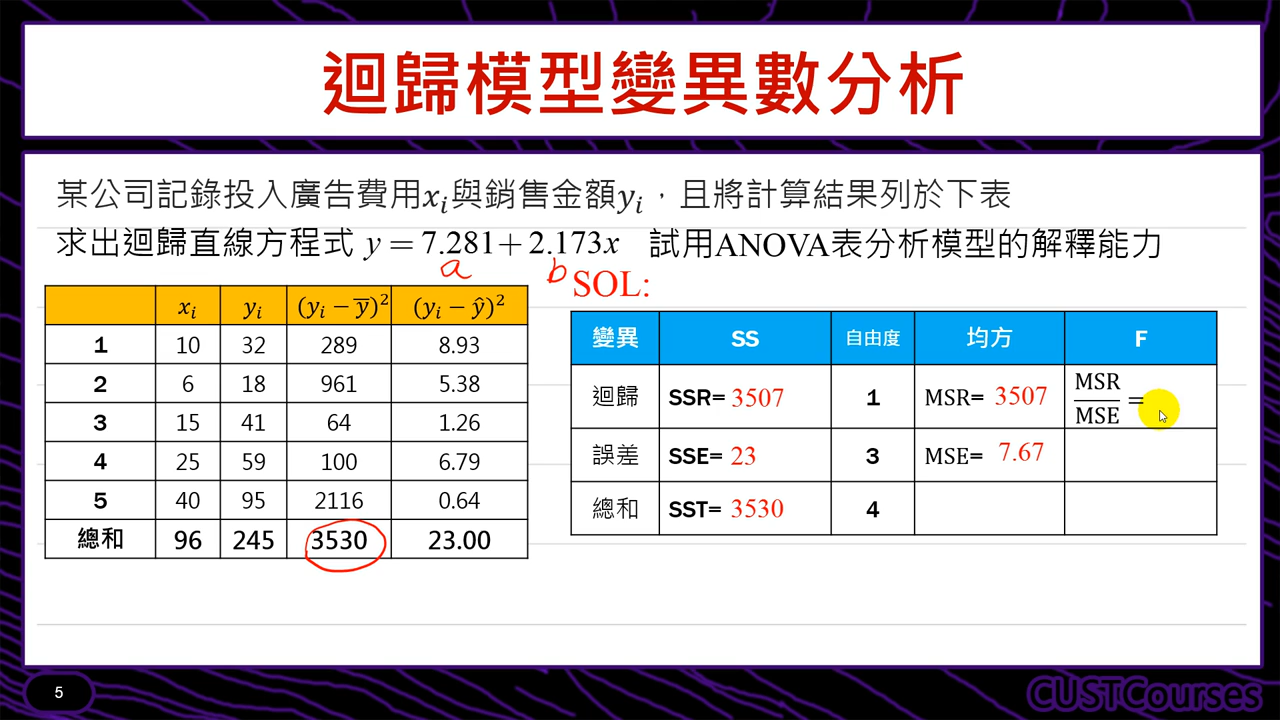 迴歸模型變異數分析
某公司記錄投入廣告費用xᵢ與銷售金額yᵢ，且將計算結果列於下表
求出迴歸直線方程式 y = 7.281 + 2.173x 試用ANOVA表分析模型的解釋能力
a b
SOL:
xᵢ yᵢ (yᵢ − y̅)² (yᵢ − ŷ)²
1 10 32 289 8.93
2 6 18 961 5.38
3 15 41 64 1.26
4 25 59 100 6.79
5 40 95 2116 0.64
總和 96 245 3530 23.00
變異 SS 自由度 均方 F
迴歸 SSR= 3507 1 MSR= 3507 MSR/MSE =
誤差 SSE= 23 3 MSE= 7.67
總和 SST= 3530 4
5
CUSTCourses